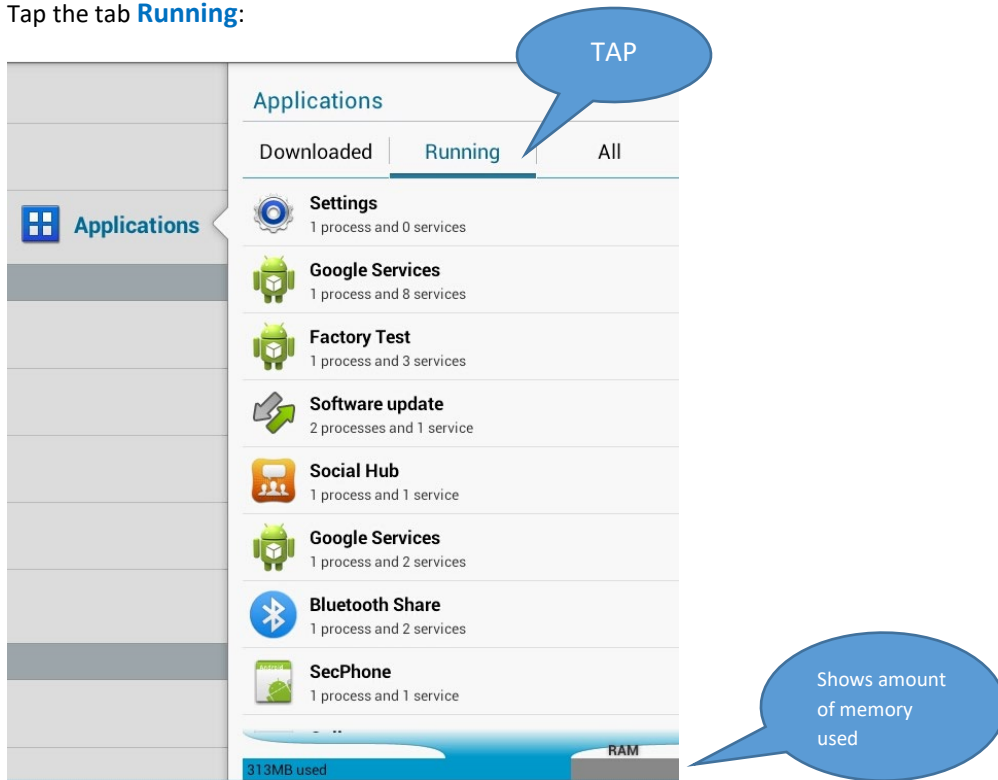 Tap the tab Running:
TAP
Applications
Downloaded Running All
Applications
Settings
1 process and 0 services
Google Services
1 process and 8 services
Factory Test
1 process and 3 services
Software update
2 processes and 1 service
Social Hub
1 process and 1 service
Google Services
1 process and 2 services
Bluetooth Share
1 process and 2 services
SecPhone
1 process and 1 service
Shows amount
of memory
used
RAM
313MB used